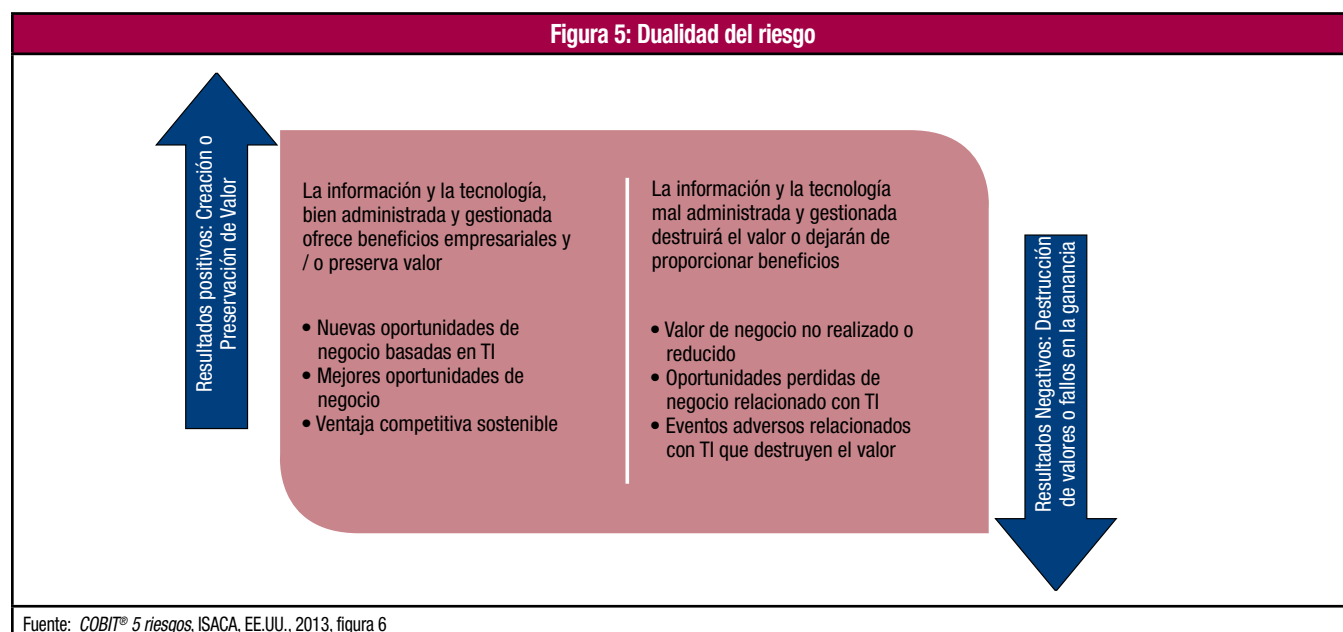 Figura 5: Dualidad del riesgo
Resultados positivos: Creación o
Preservación de Valor
La información y la tecnología,
bien administrada y gestionada
ofrece beneficios empresariales y
/ o preserva valor
• Nuevas oportunidades de
negocio basadas en TI
• Mejores oportunidades de
negocio
• Ventaja competitiva sostenible
La información y la tecnología
mal administrada y gestionada
destruirá el valor o dejarán de
proporcionar beneficios
• Valor de negocio no realizado o
reducido
• Oportunidades perdidas de
negocio relacionado con TI
• Eventos adversos relacionados
con TI que destruyen el valor
Resultados Negativos: Destrucción
de valores o fallos en la ganancia
Fuente: COBIT® 5 riesgos, ISACA, EE.UU., 2013, figura 6